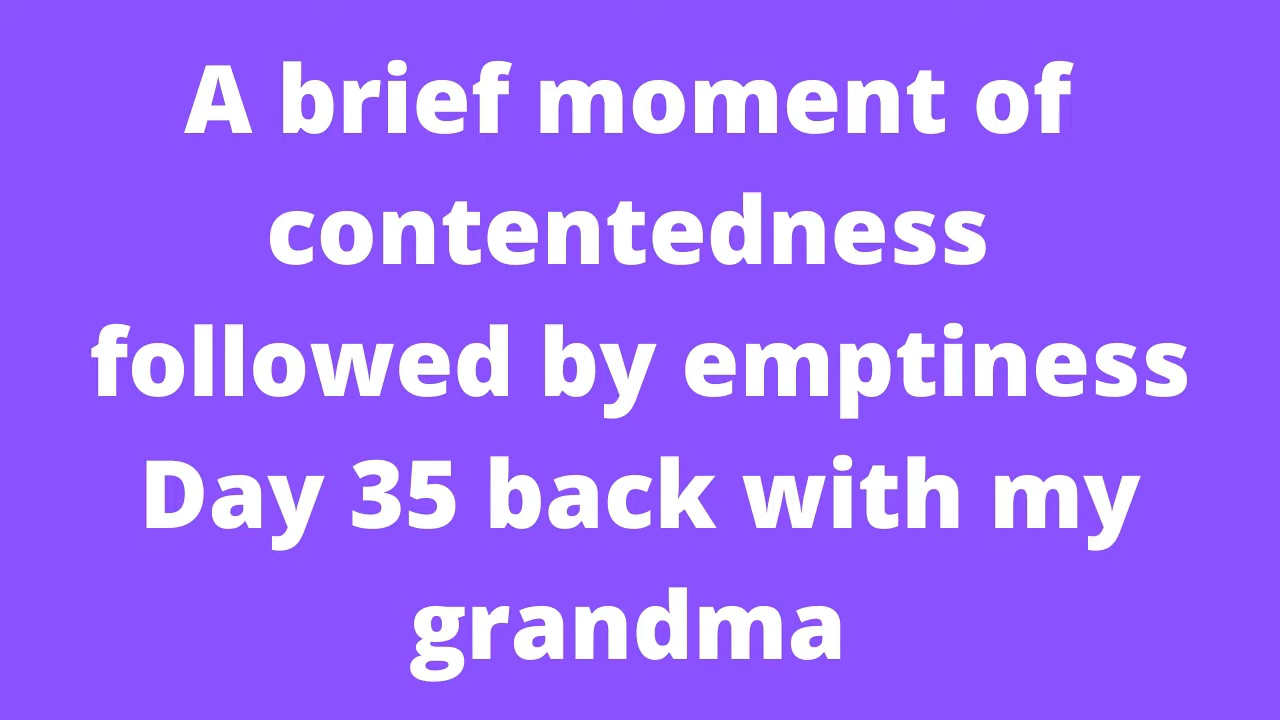 A brief moment of
contentedness
followed by emptiness
Day 35 back with my
grandma